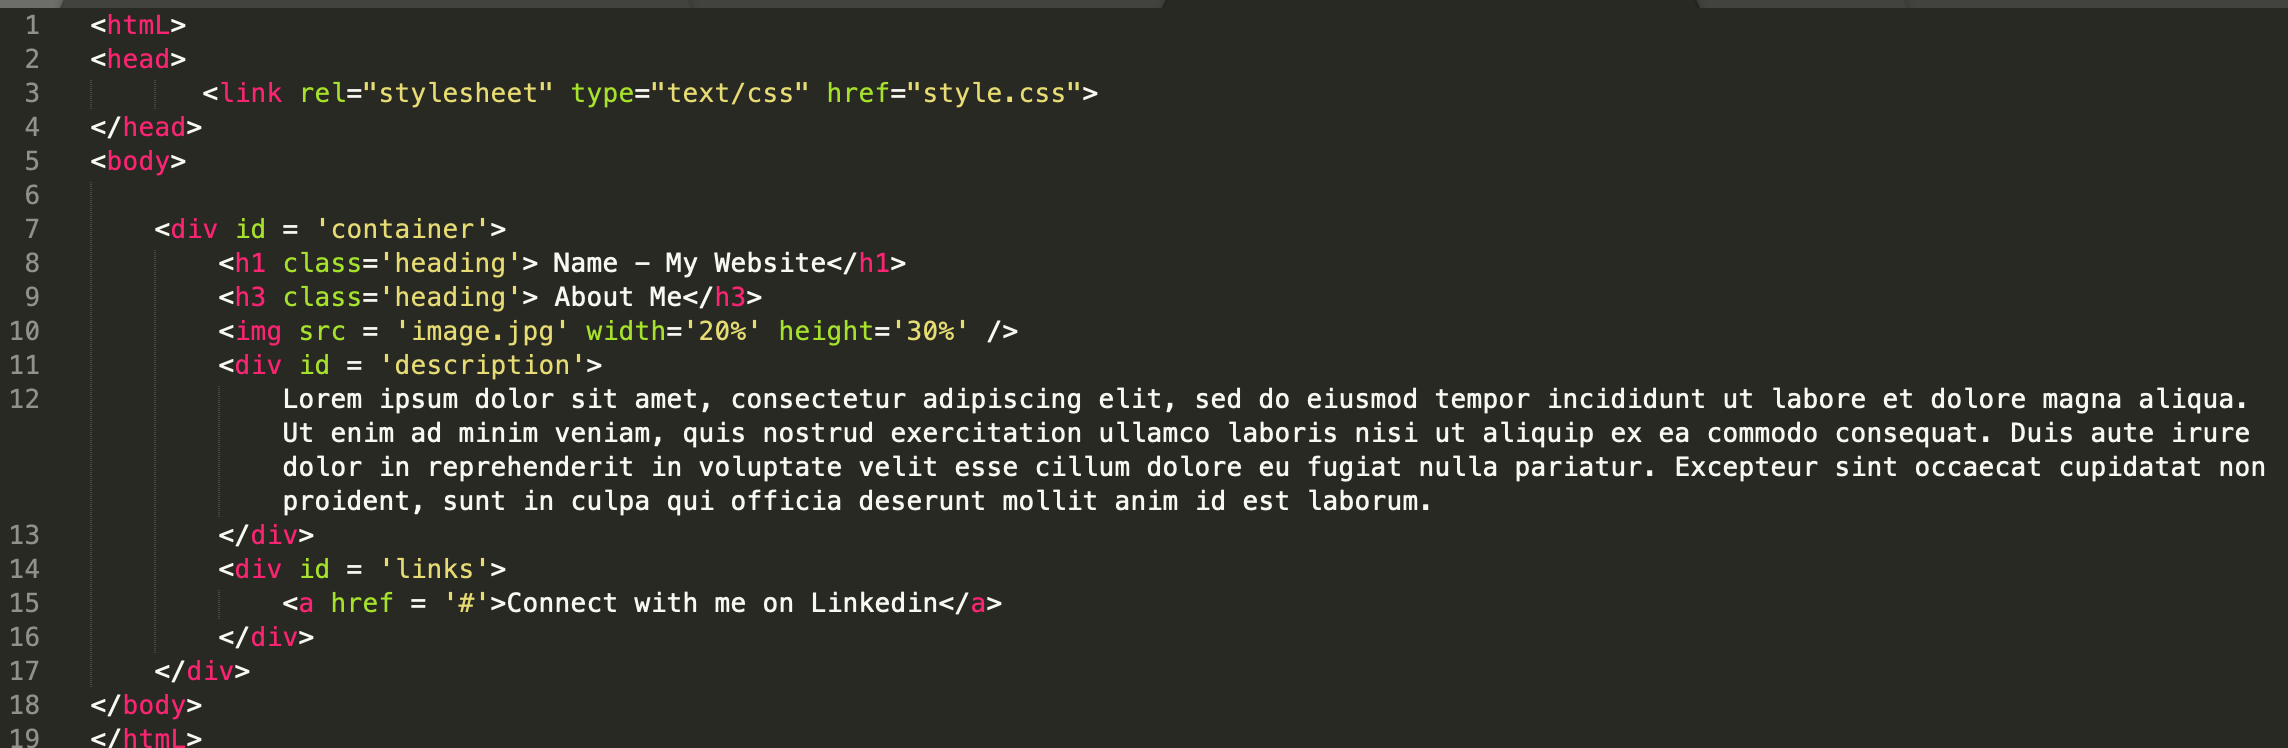 1 <htmL>
2 <head>
3 <link rel="stylesheet" type="text/css" href="style.css">
4 </head>
5 <body>
6
7 <div id = 'container'>
8 <h1 class='heading'> Name – My Website</h1>
9 <h3 class='heading'> About Me</h3>
10 <img src = 'image.jpg' width='20%' height='30%' />
11 <div id = 'description'>
12 Lorem ipsum dolor sit amet, consectetur adipiscing elit, sed do eiusmod tempor incididunt ut labore et dolore magna aliqua.
Ut enim ad minim veniam, quis nostrud exercitation ullamco laboris nisi ut aliquip ex ea commodo consequat. Duis aute irure
dolor in reprehenderit in voluptate velit esse cillum dolore eu fugiat nulla pariatur. Excepteur sint occaecat cupidatat non
proident, sunt in culpa qui officia deserunt mollit anim id est laborum.
13 </div>
14 <div id = 'links'>
15 <a href = '#'>Connect with me on Linkedin</a>
16 </div>
17 </div>
18 </body>
19 </htmL>